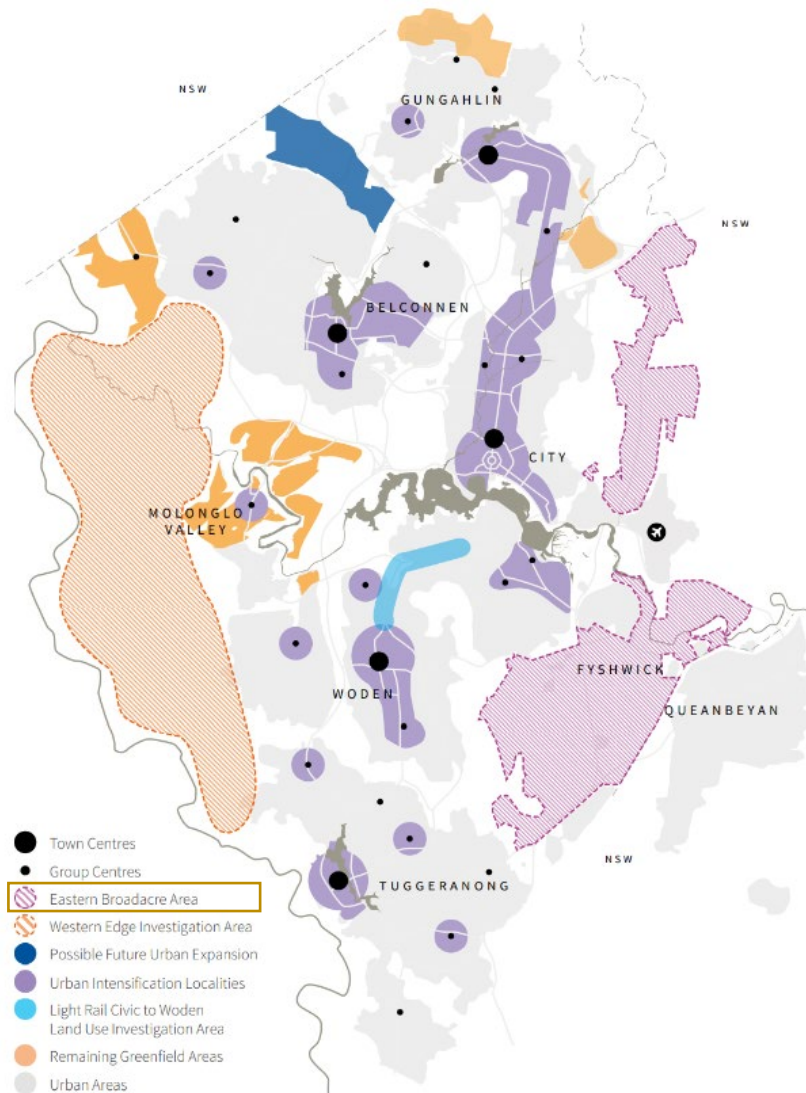 NSW
GUNGAHLIN
NSW
BELCONNEN
CITY
MOLONGLO
VALLEY
FYSHWICK
WODEN
QUEANBEYAN
NSW
TUGGERANONG
Town Centres
Group Centres
Eastern Broadacre Area
Western Edge Investigation Area
Possible Future Urban Expansion
Urban Intensification Localities
Light Rail Civic to Woden
Land Use Investigation Area
Remaining Greenfield Areas
Urban Areas